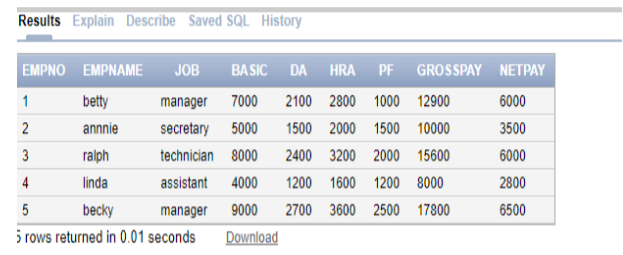 Results Explain Describe Saved SQL History
EMPNO EMPNAME JOB BASIC DA HRA PF GROSSPAY NETPAY
1 betty manager 7000 2100 2800 1000 12900 6000
2 annnie secretary 5000 1500 2000 1500 10000 3500
3 ralph technician 8000 2400 3200 2000 15600 6000
4 linda assistant 4000 1200 1600 1200 8000 2800
5 becky manager 9000 2700 3600 2500 17800 6500
5 rows returned in 0.01 seconds Download